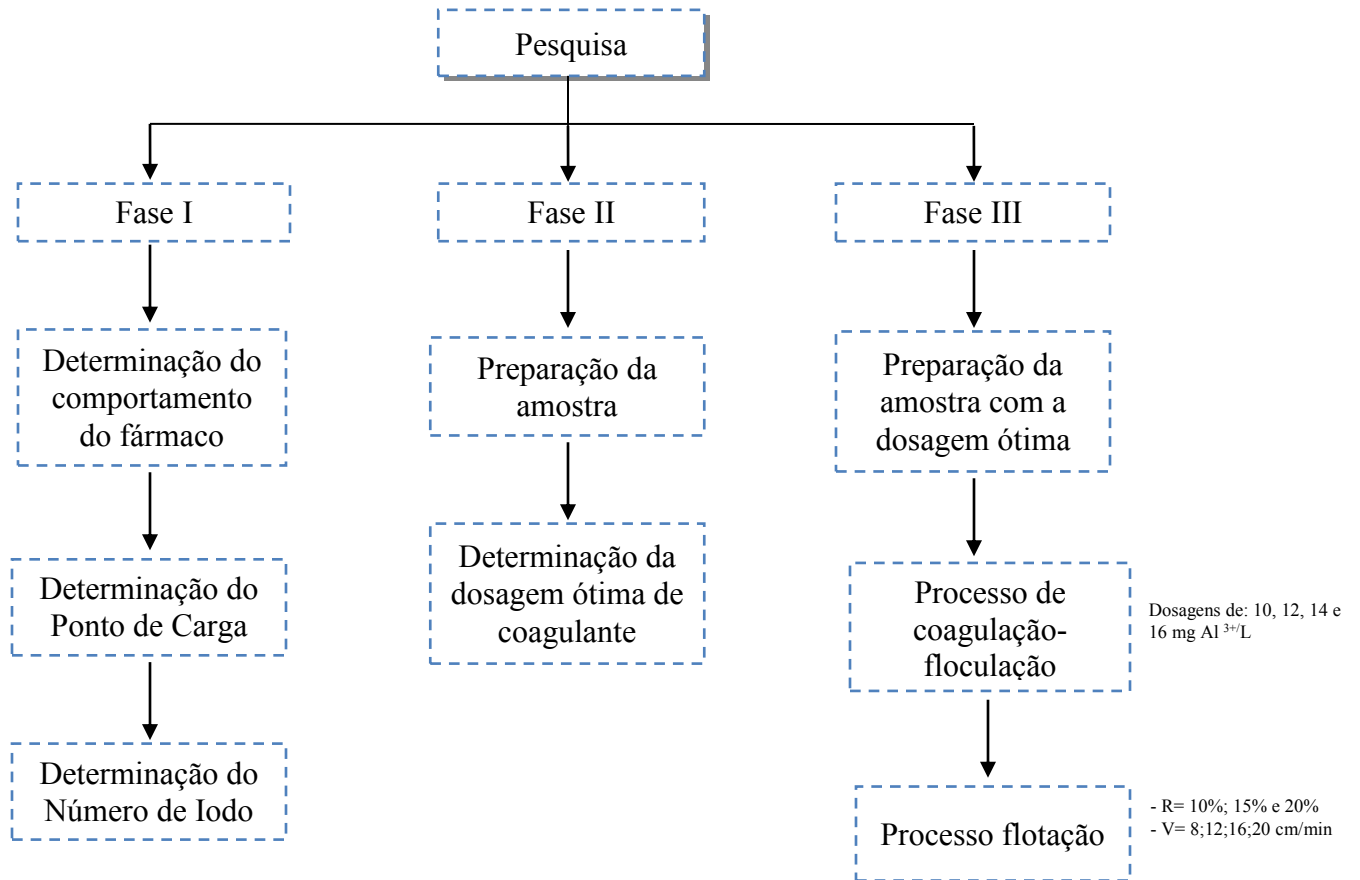 Pesquisa
Fase I
Fase II
Fase III
Determinação do
comportamento
do fármaco
Preparação da
amostra
Preparação da
amostra com a
dosagem ótima
Determinação do
Ponto de Carga
Determinação da
dosagem ótima de
coagulante
Processo de
coagulação-
floculação
Dosagens de: 10, 12, 14 e
16 mg Al ³⁺/L
Determinação do
Número de Iodo
Processo flotação
- R= 10%; 15% e 20%
- V= 8;12;16;20 cm/min